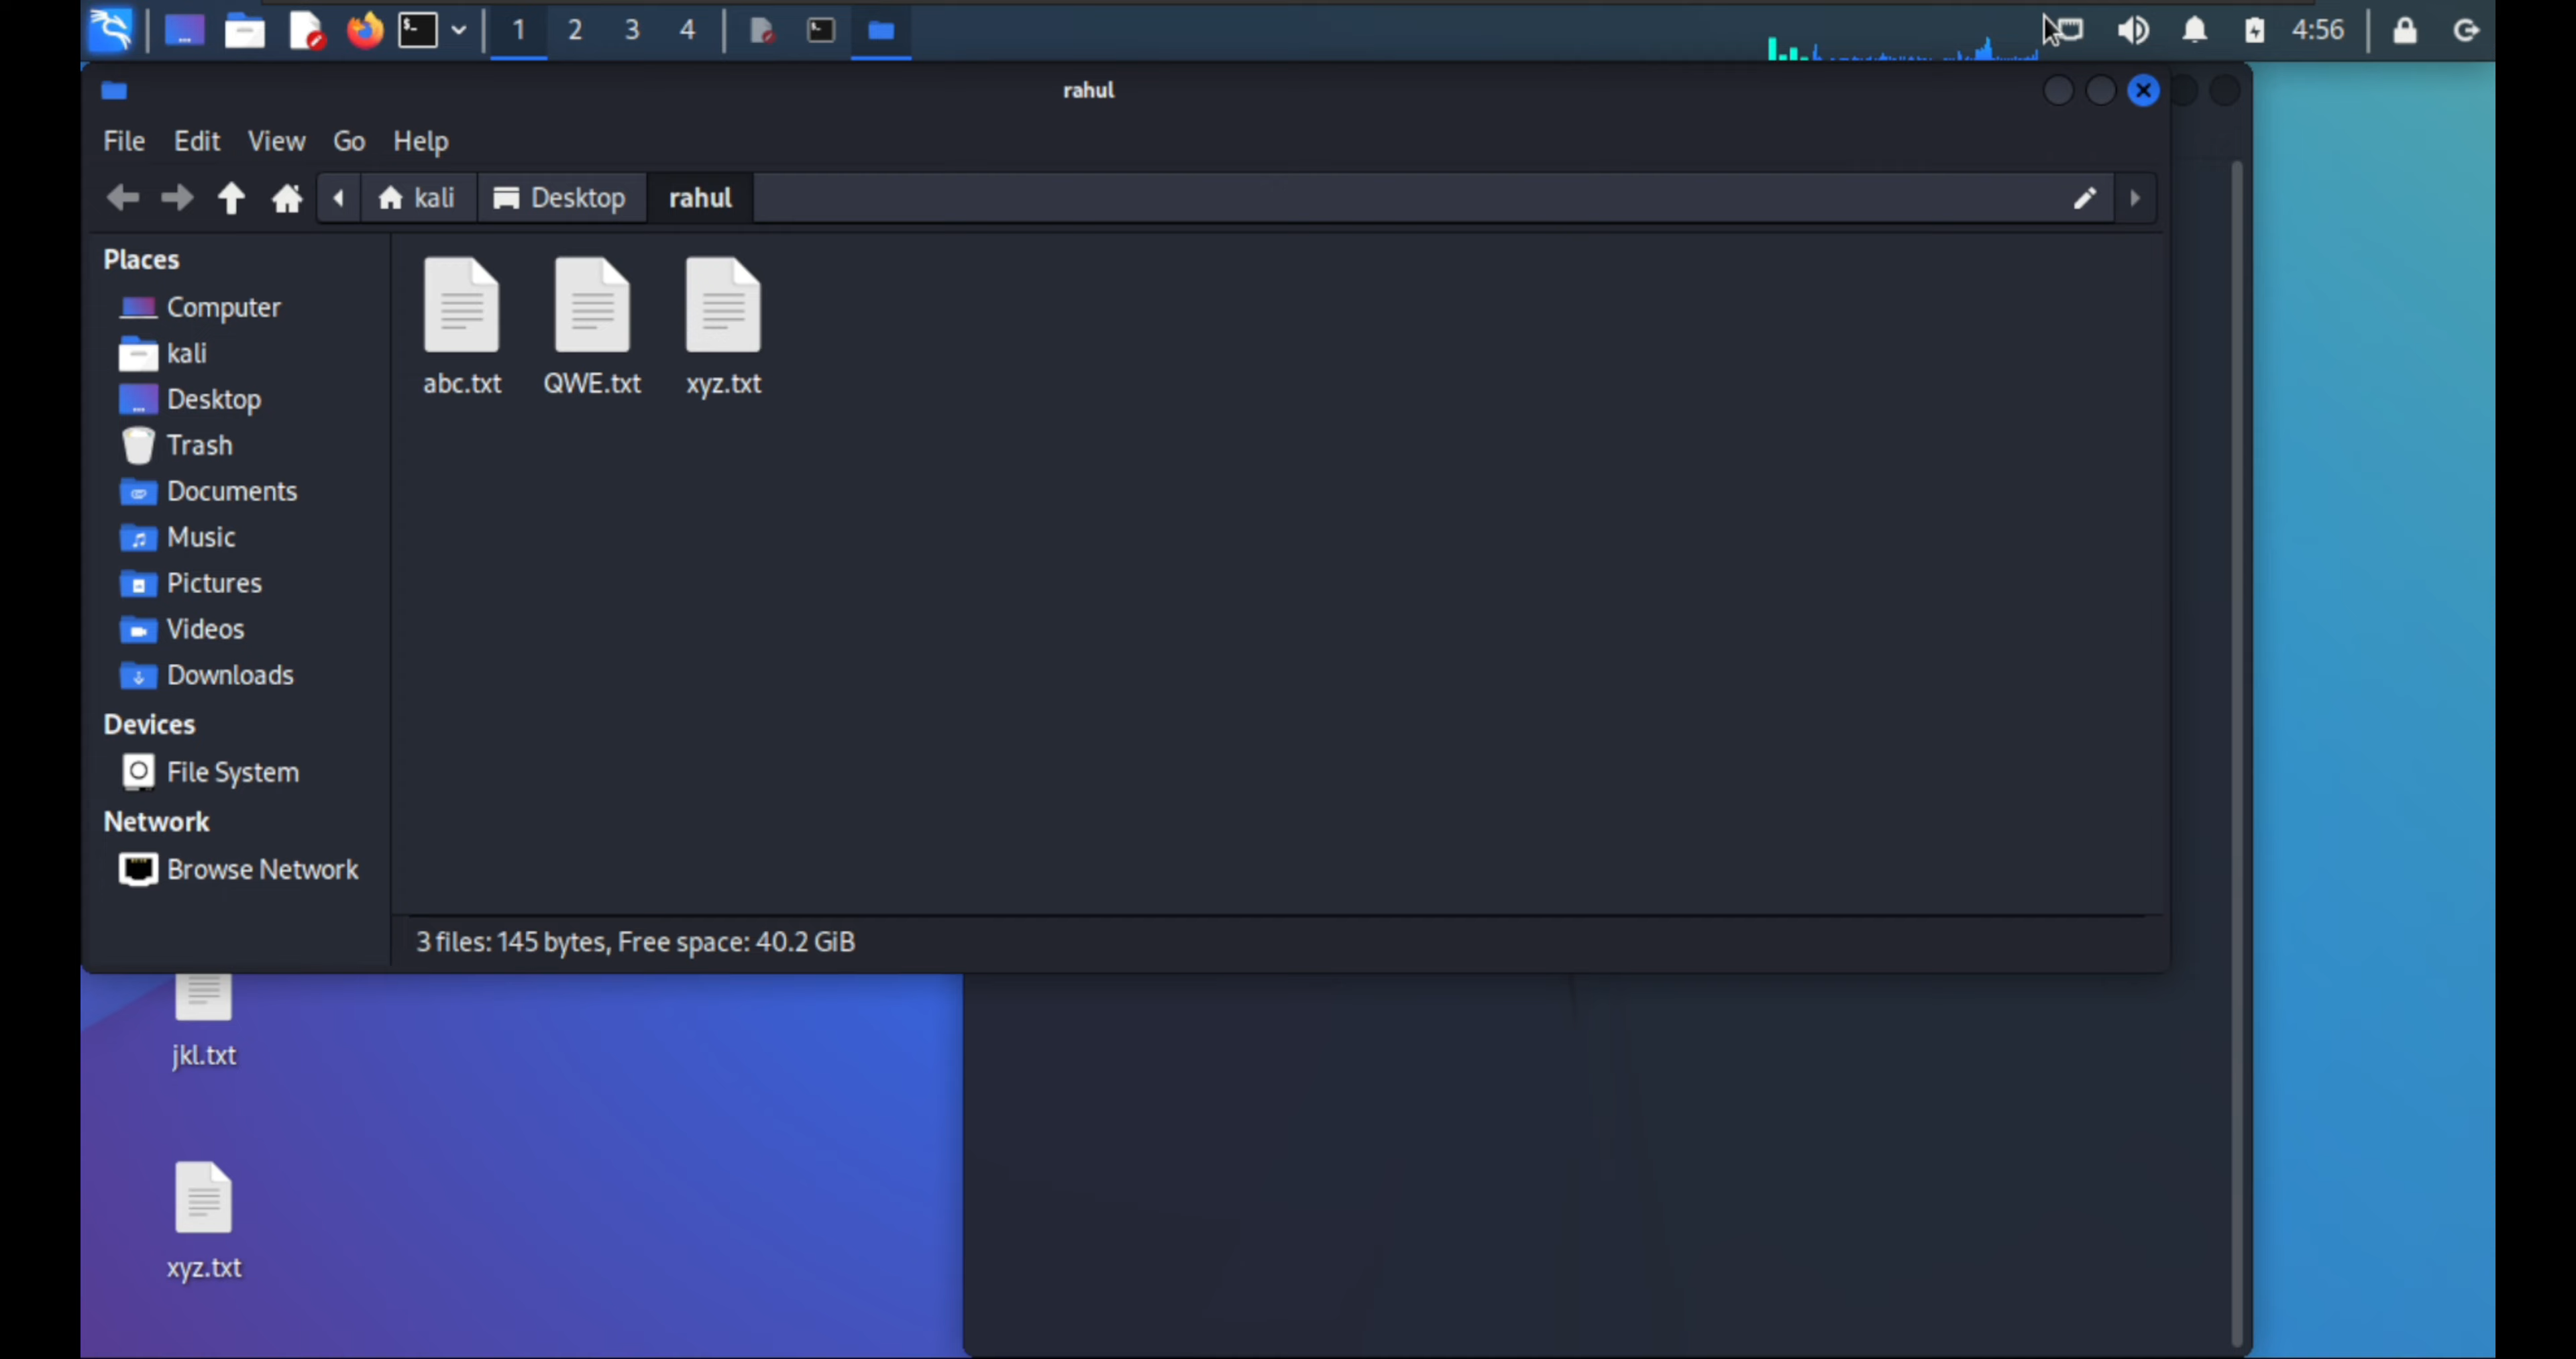 1 2 3 4 4:56
rahul
File Edit View Go Help
kali Desktop rahul
Places
Computer
kali
Desktop
Trash
Documents
Music
Pictures
Videos
Downloads
Devices
File System
Network
Browse Network
abc.txt QWE.txt xyz.txt
3 files: 145 bytes, Free space: 40.2 GiB
jkl.txt
xyz.txt